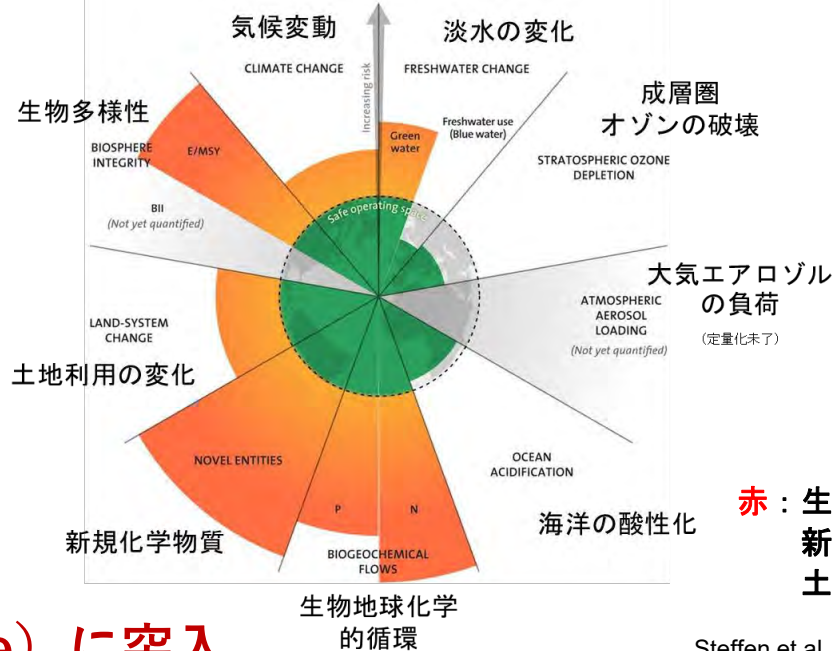 気候変動
淡水の変化
CLIMATE CHANGE
FRESHWATER CHANGE
Increasing risk
成層圏
オゾンの破壊
生物多様性
Freshwater use
(Blue water)
Green
water
BIOSPHERE
INTEGRITY
E/MSY
STRATOSPHERIC OZONE
DEPLETION
BII
(Not yet quantified)
Safe operating space
大気エアロゾル
の負荷
ATMOSPHERIC
AEROSOL
LOADING
(Not yet quantified)
(定量化未了)
LAND-SYSTEM
CHANGE
土地利用の変化
NOVEL ENTITIES
OCEAN
ACIDIFICATION
P
N
赤：生
新
土
海洋の酸性化
新規化学物質
BIOGEOCHEMICAL
FLOWS
生物地球化学
的循環
e）に突入
Steffen et al